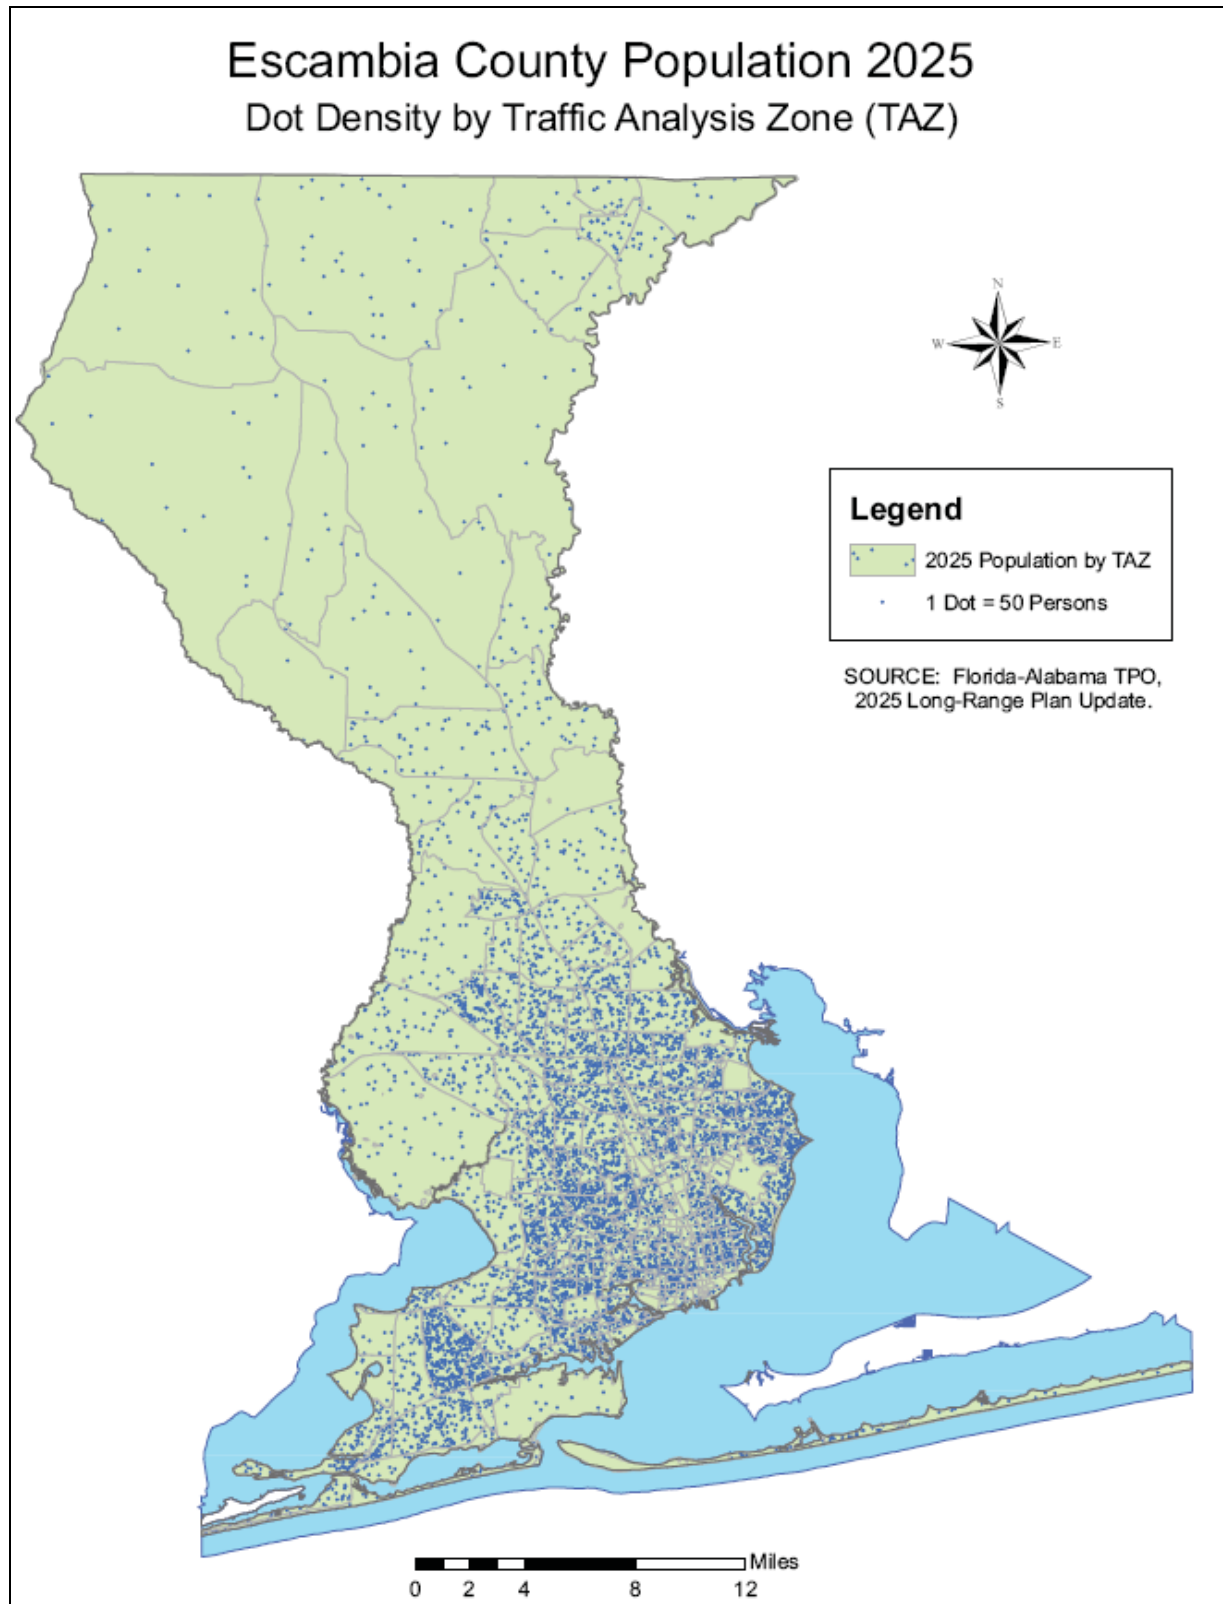 Escambia County Population 2025
Dot Density by Traffic Analysis Zone (TAZ)
N
W
E
S
Legend
2025 Population by TAZ
1 Dot = 50 Persons
SOURCE: Florida-Alabama TPO,
2025 Long-Range Plan Update.
Miles
0 2 4 8 12